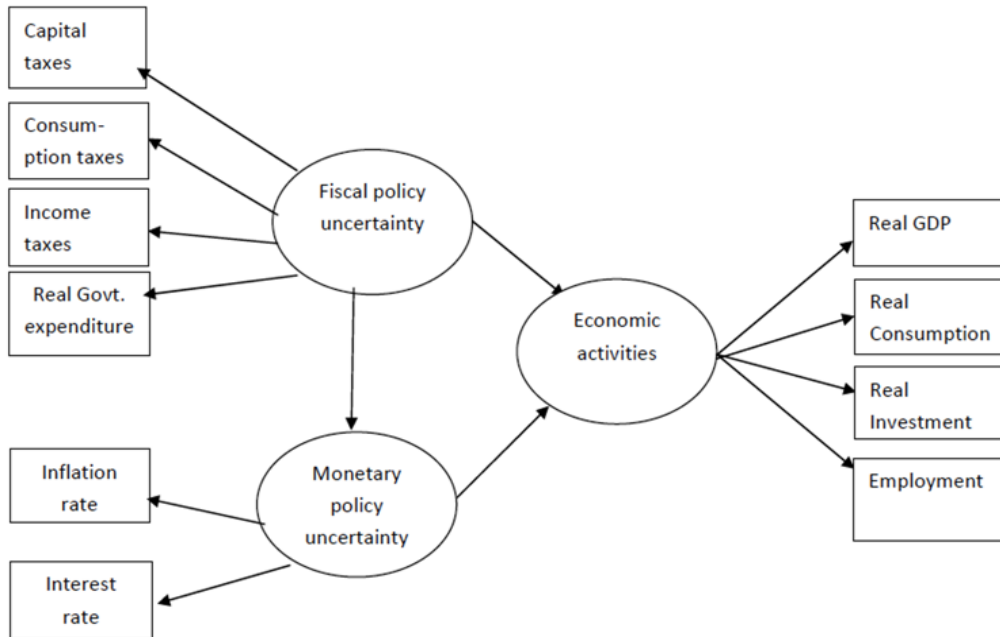 Capital
taxes
Consum-
ption taxes
Income
taxes
Real Govt.
expenditure
Fiscal policy
uncertainty
Inflation
rate
Interest
rate
Monetary
policy
uncertainty
Economic
activities
Real GDP
Real
Consumption
Real
Investment
Employment